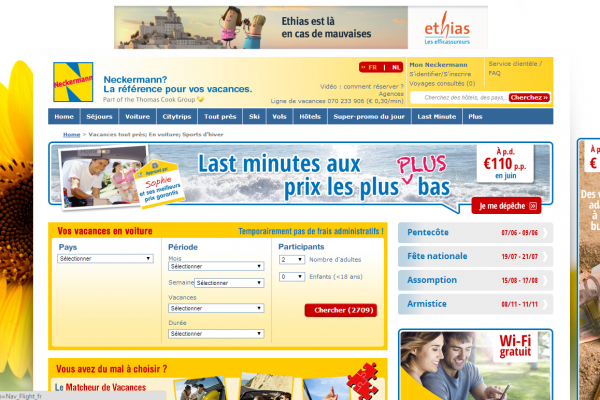 Ethias est là
en cas de mauvaises
ethias
Les efficassureurs
Neckermann
Neckermann?
La référence pour vos vacances.
Part of the Thomas Cook Group
FR | NL
Vidéo : comment réserver ?
Agences
Ligne de vacances 070 233 906 (€ 0,30/min)
Mon Neckermann
S'identifier/S'inscrire
Voyages consultés (0)
Service clientèle /
FAQ
Cherchez des hôtels, des pays,
Cherchez »
Home
Séjours
Voiture
Citytrips
Tout près
Ski
Vols
Hôtels
Super-promo du jour
Last Minute
Plus
Home > Vacances tout près; En voiture; Sports d'hiver
Sophie
et ses meilleurs
prix garantis
Last minutes aux PLUS
prix les plus bas
À p.d.
€110 p.p.
en juin
Je me dépêche »
À p
€
Des v
ad
à
bu
Vos vacances en voiture
Temporairement pas de frais administratifs !
Pays
Sélectionner
Période
Mois
Sélectionner
Semaine Sélectionner
Vacances
Sélectionner
Durée
Sélectionner
Participants
2 Nombre d'adultes
0 Enfants (<18 ans)
Chercher (2709)
Pentecôte 07/06 - 09/06
Fête nationale 19/07 - 21/07
Assomption 15/08 - 17/08
Armistice 08/11 - 11/11
Wi-Fi
gratuit
Vous avez du mal à choisir ?
Le Matcheur de Vacances
=Nav_Flight_fr